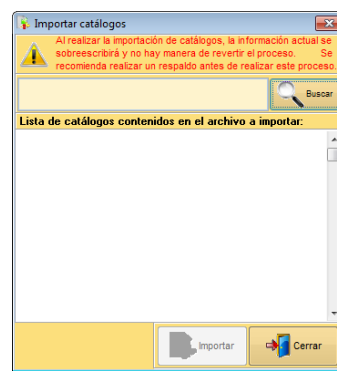 Importar catálogos
Al realizar la importación de catálogos, la información actual se
sobreescribirá y no hay manera de revertir el proceso. Se
recomienda realizar un respaldo antes de realizar este proceso.
Buscar
Lista de catálogos contenidos en el archivo a importar:
Importar
Cerrar